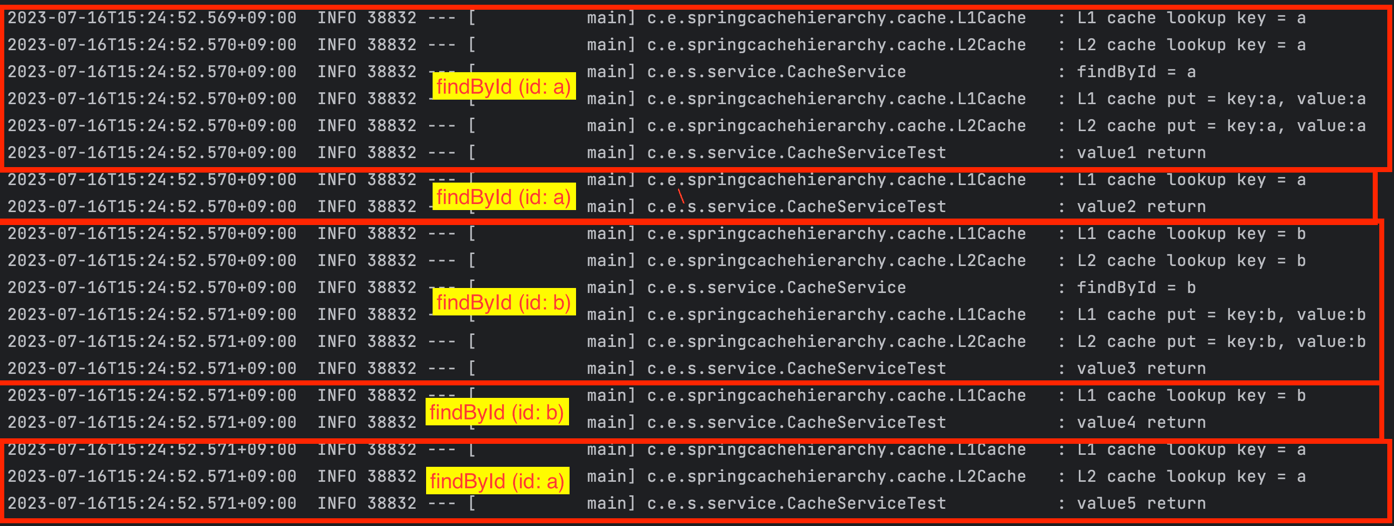 2023-07-16T15:24:52.569+09:00  INFO 38832 --- [           main] c.e.springcachehierarchy.cache.L1Cache   : L1 cache lookup key = a
2023-07-16T15:24:52.570+09:00  INFO 38832 --- [           main] c.e.springcachehierarchy.cache.L2Cache   : L2 cache lookup key = a
2023-07-16T15:24:52.570+09:00  INFO 38832 --- [           main] c.e.s.service.CacheService               : findById = a
findById (id: a)
2023-07-16T15:24:52.570+09:00  INFO 38832 --- [           main] c.e.springcachehierarchy.cache.L1Cache   : L1 cache put = key:a, value:a
2023-07-16T15:24:52.570+09:00  INFO 38832 --- [           main] c.e.springcachehierarchy.cache.L2Cache   : L2 cache put = key:a, value:a
2023-07-16T15:24:52.570+09:00  INFO 38832 --- [           main] c.e.s.service.CacheServiceTest           : value1 return
2023-07-16T15:24:52.570+09:00  INFO 38832 --- [           main] c.e.springcachehierarchy.cache.L1Cache   : L1 cache lookup key = a
findById (id: a)
2023-07-16T15:24:52.570+09:00  INFO 38832 --- [           main] c.e.s.service.CacheServiceTest           : value2 return
2023-07-16T15:24:52.570+09:00  INFO 38832 --- [           main] c.e.springcachehierarchy.cache.L1Cache   : L1 cache lookup key = b
2023-07-16T15:24:52.570+09:00  INFO 38832 --- [           main] c.e.springcachehierarchy.cache.L2Cache   : L2 cache lookup key = b
2023-07-16T15:24:52.570+09:00  INFO 38832 --- [           main] c.e.s.service.CacheService               : findById = b
findById (id: b)
2023-07-16T15:24:52.571+09:00  INFO 38832 --- [           main] c.e.springcachehierarchy.cache.L1Cache   : L1 cache put = key:b, value:b
2023-07-16T15:24:52.571+09:00  INFO 38832 --- [           main] c.e.springcachehierarchy.cache.L2Cache   : L2 cache put = key:b, value:b
2023-07-16T15:24:52.571+09:00  INFO 38832 --- [           main] c.e.s.service.CacheServiceTest           : value3 return
2023-07-16T15:24:52.571+09:00  INFO 38832 --- [           main] c.e.springcachehierarchy.cache.L1Cache   : L1 cache lookup key = b
findById (id: b)
2023-07-16T15:24:52.571+09:00  INFO 38832 --- [           main] c.e.s.service.CacheServiceTest           : value4 return
2023-07-16T15:24:52.571+09:00  INFO 38832 --- [           main] c.e.springcachehierarchy.cache.L1Cache   : L1 cache lookup key = a
2023-07-16T15:24:52.571+09:00  INFO 38832 --- [           main] c.e.springcachehierarchy.cache.L2Cache   : L2 cache lookup key = a
findById (id: a)
2023-07-16T15:24:52.571+09:00  INFO 38832 --- [           main] c.e.s.service.CacheServiceTest           : value5 return